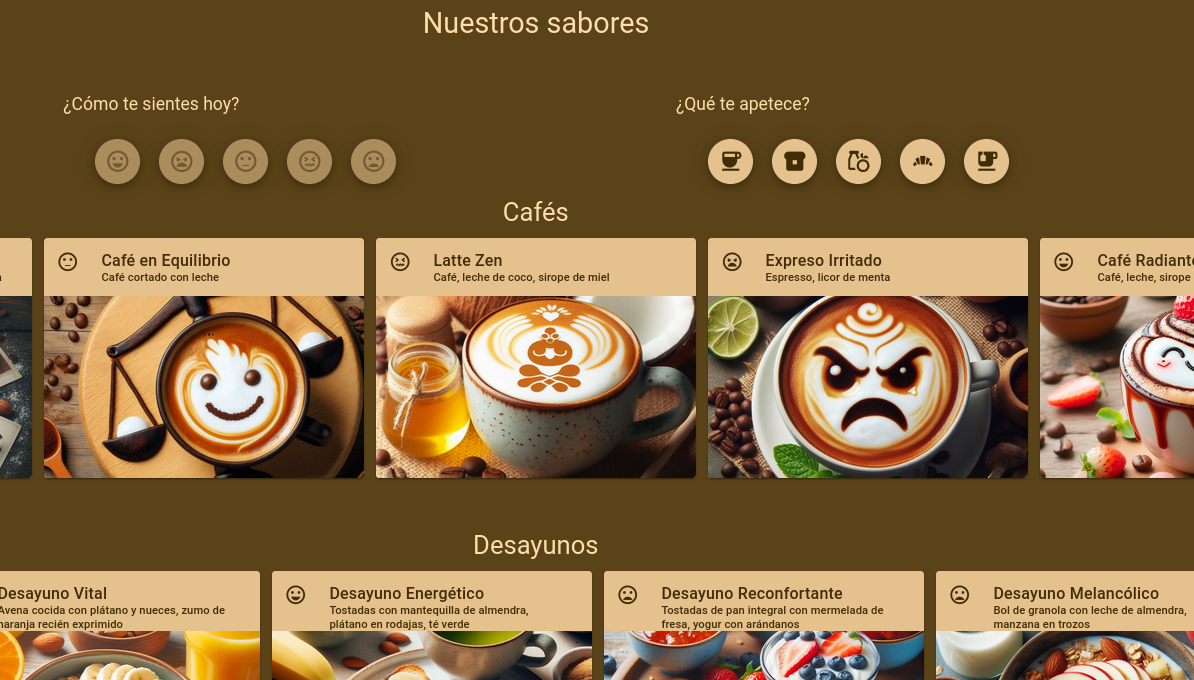 Nuestros sabores
¿Cómo te sientes hoy?
¿Qué te apetece?
Cafés
Café en Equilibrio
Café cortado con leche
Latte Zen
Café, leche de coco, sirope de miel
Expreso Irritado
Espresso, licor de menta
Café Radiante
Café, leche, sirope
Desayunos
Desayuno Vital
Avena cocida con plátano y nueces, zumo de
naranja recién exprimido
Desayuno Energético
Tostadas con mantequilla de almendra,
plátano en rodajas, té verde
Desayuno Reconfortante
Tostadas de pan integral con mermelada de
fresa, yogur con arándanos
Desayuno Melancólico
Bol de granola con leche de almendra,
manzana en trozos